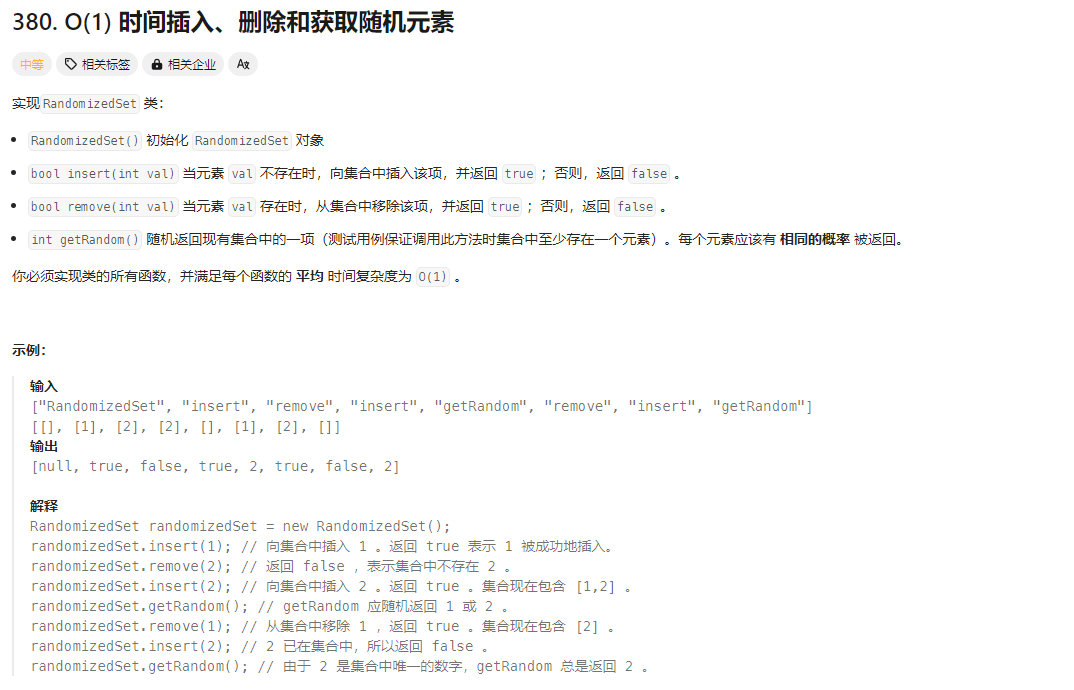 380. O(1) 时间插入、删除和获取随机元素
中等 相关标签 相关企业 Ax
实现 RandomizedSet 类：
• RandomizedSet() 初始化 RandomizedSet 对象
• bool insert(int val) 当元素 val 不存在时，向集合中插入该项，并返回 true ；否则，返回 false 。
• bool remove(int val) 当元素 val 存在时，从集合中移除该项，并返回 true ；否则，返回 false 。
• int getRandom() 随机返回现有集合中的一项（测试用例保证调用此方法时集合中至少存在一个元素）。每个元素应该有 相同的概率 被返回。
你必须实现类的所有函数，并满足每个函数的 平均 时间复杂度为 O(1) 。
示例：
输入
["RandomizedSet", "insert", "remove", "insert", "getRandom", "remove", "insert", "getRandom"]
[[], [1], [2], [2], [], [1], [2], []]
输出
[null, true, false, true, 2, true, false, 2]
解释
RandomizedSet randomizedSet = new RandomizedSet();
randomizedSet.insert(1); // 向集合中插入 1 。返回 true 表示 1 被成功地插入。
randomizedSet.remove(2); // 返回 false ，表示集合中不存在 2 。
randomizedSet.insert(2); // 向集合中插入 2 。返回 true 。集合现在包含 [1,2] 。
randomizedSet.getRandom(); // getRandom 应随机返回 1 或 2 。
randomizedSet.remove(1); // 从集合中移除 1 ，返回 true 。集合现在包含 [2] 。
randomizedSet.insert(2); // 2 已在集合中，所以返回 false 。
randomizedSet.getRandom(); // 由于 2 是集合中唯一的数字，getRandom 总是返回 2 。